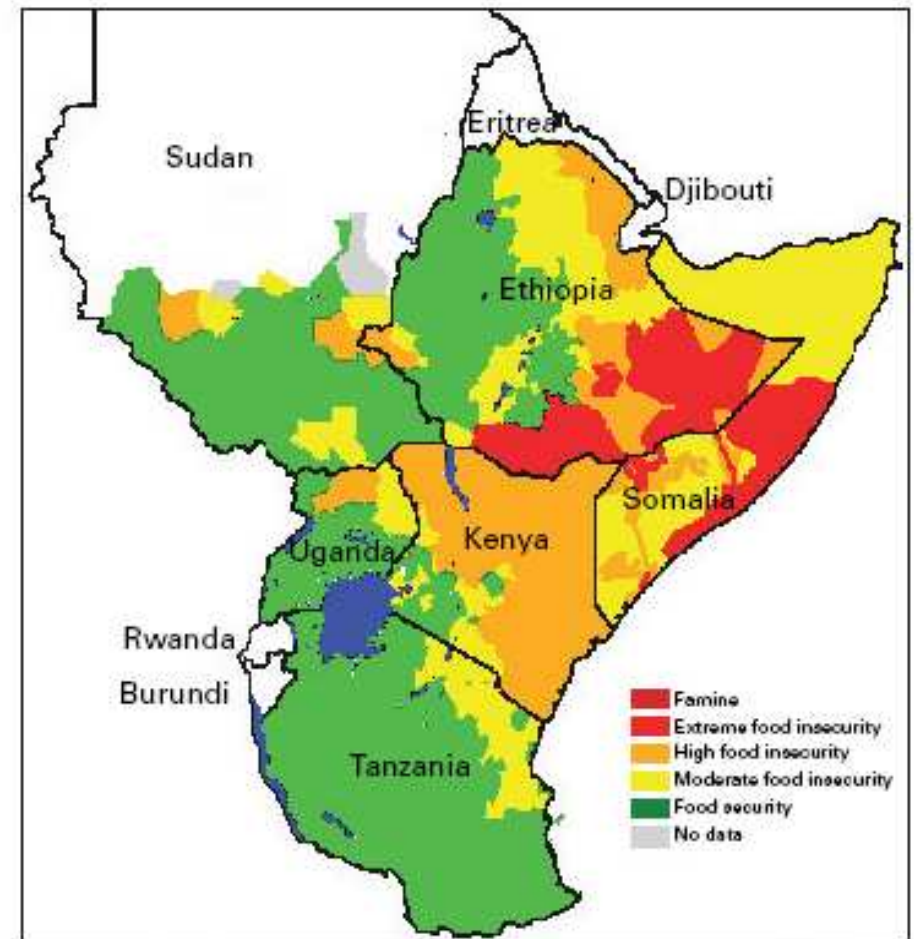 Eritrea
Sudan
Djibouti
Ethiopia
Somalia
Kenya
Uganda
Rwanda
Burundi
Tanzania
Famine
Extreme food insecurity
High food insecurity
Moderate food insecurity
Food security
No data